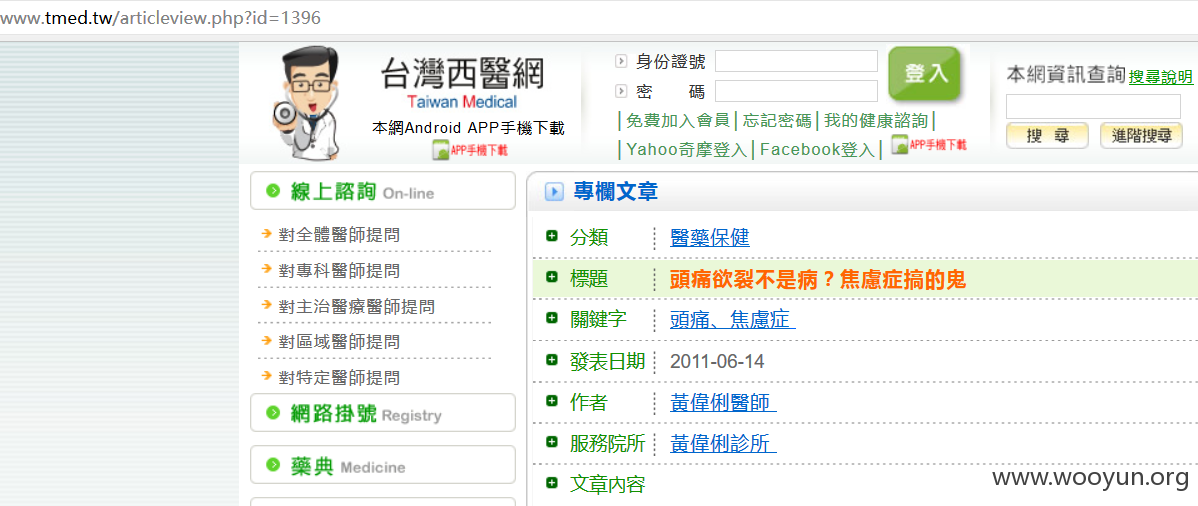 www.tmed.tw/articleview.php?id=1396
台灣西醫網
Taiwan Medical
本網Android APP手機下載
APP手機下載
身份證號
密 碼
登入
|免費加入會員|忘記密碼|我的健康諮詢|
|Yahoo奇摩登入|Facebook登入| APP手機下載
本網資訊查詢 搜尋說明
搜 尋 進階搜尋
線上諮詢 On-line
對全體醫師提問
對專科醫師提問
對主治醫療醫師提問
對區域醫師提問
對特定醫師提問
網路掛號 Registry
藥典 Medicine
專欄文章
分類 醫藥保健
標題 頭痛欲裂不是病？焦慮症搞的鬼
關鍵字 頭痛、焦慮症
發表日期 2011-06-14
作者 黃偉俐醫師
服務院所 黃偉俐診所
文章內容
www.wooyun.org